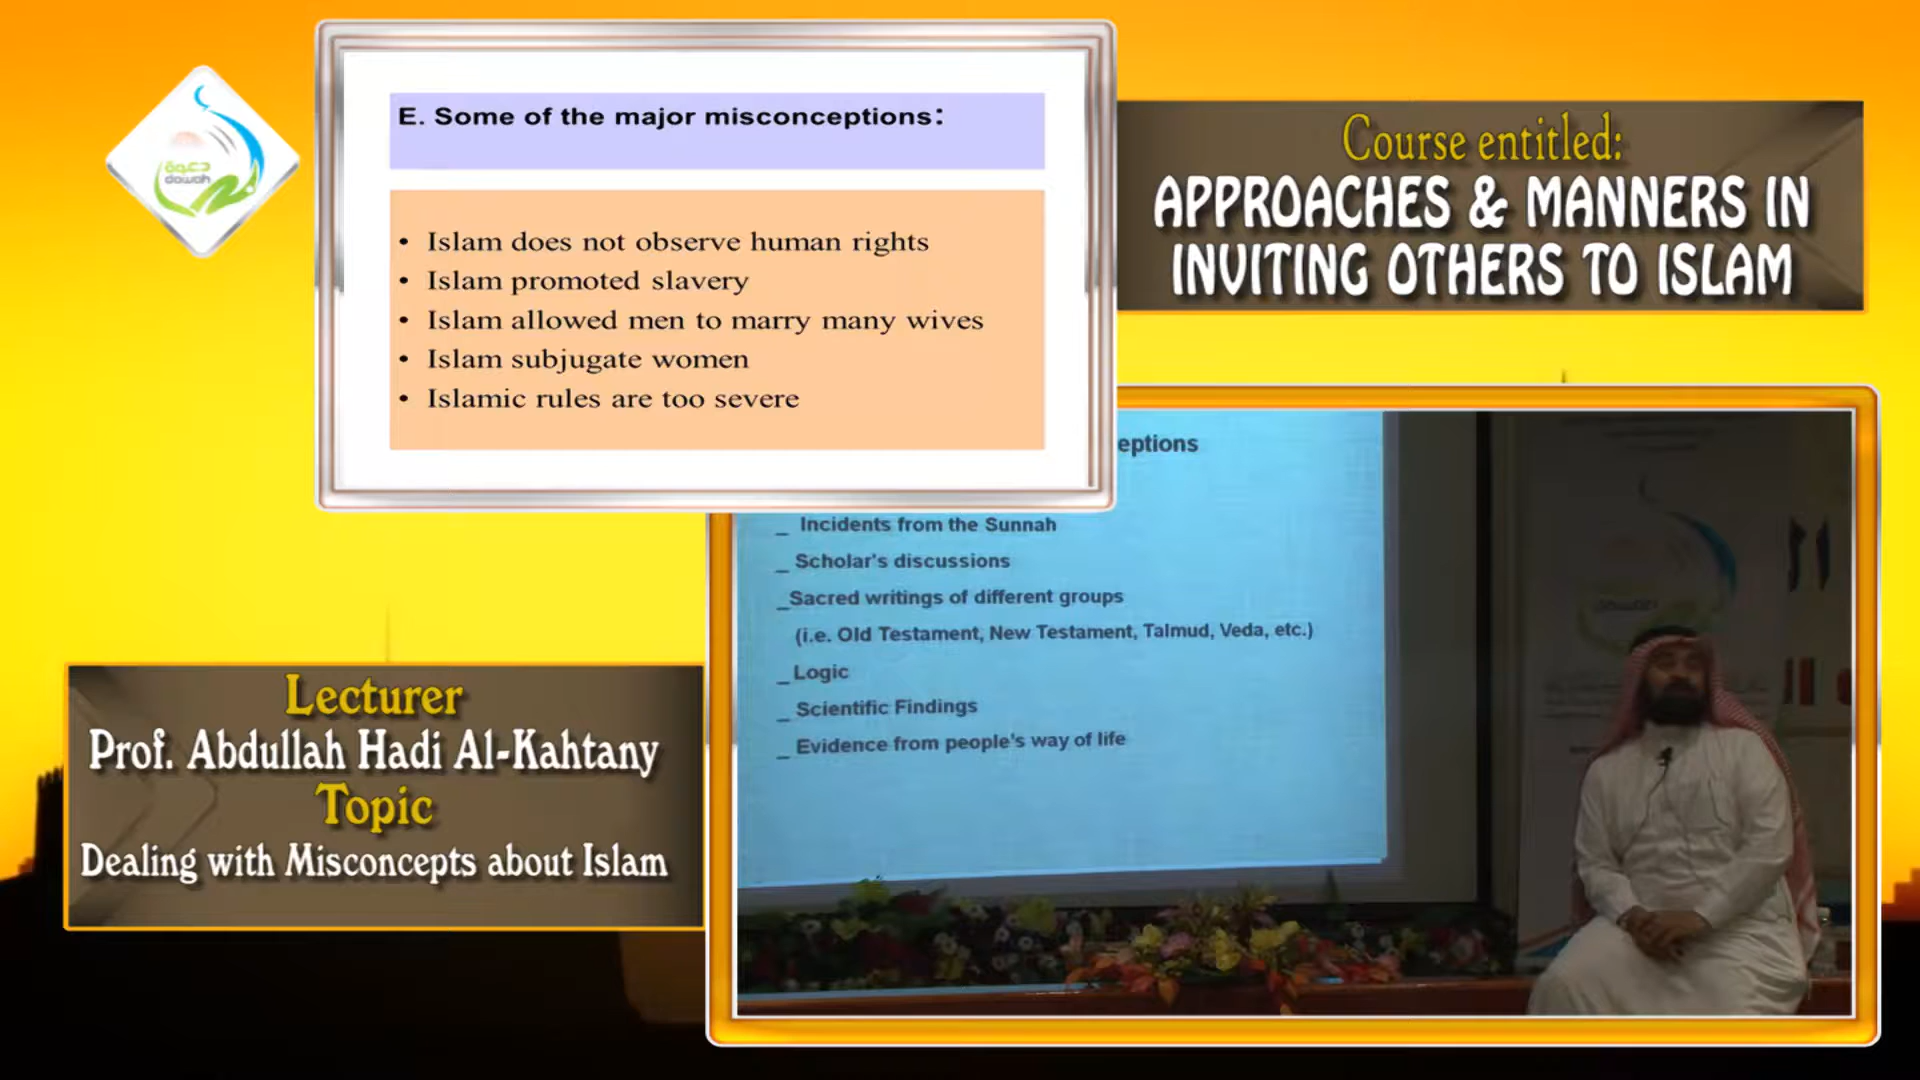 دعوة
dawah
E. Some of the major misconceptions:
• Islam does not observe human rights
• Islam promoted slavery
• Islam allowed men to marry many wives
• Islam subjugate women
• Islamic rules are too severe
Course entitled:
APPROACHES & MANNERS IN
INVITING OTHERS TO ISLAM
eptions
_ Incidents from the Sunnah
_ Scholar's discussions
_Sacred writings of different groups
(i.e. Old Testament, New Testament, Talmud, Veda, etc.)
_Logic
_ Scientific Findings
_ Evidence from people's way of life
Lecturer
Prof. Abdullah Hadi Al-Kahtany
Topic
Dealing with Misconcepts about Islam